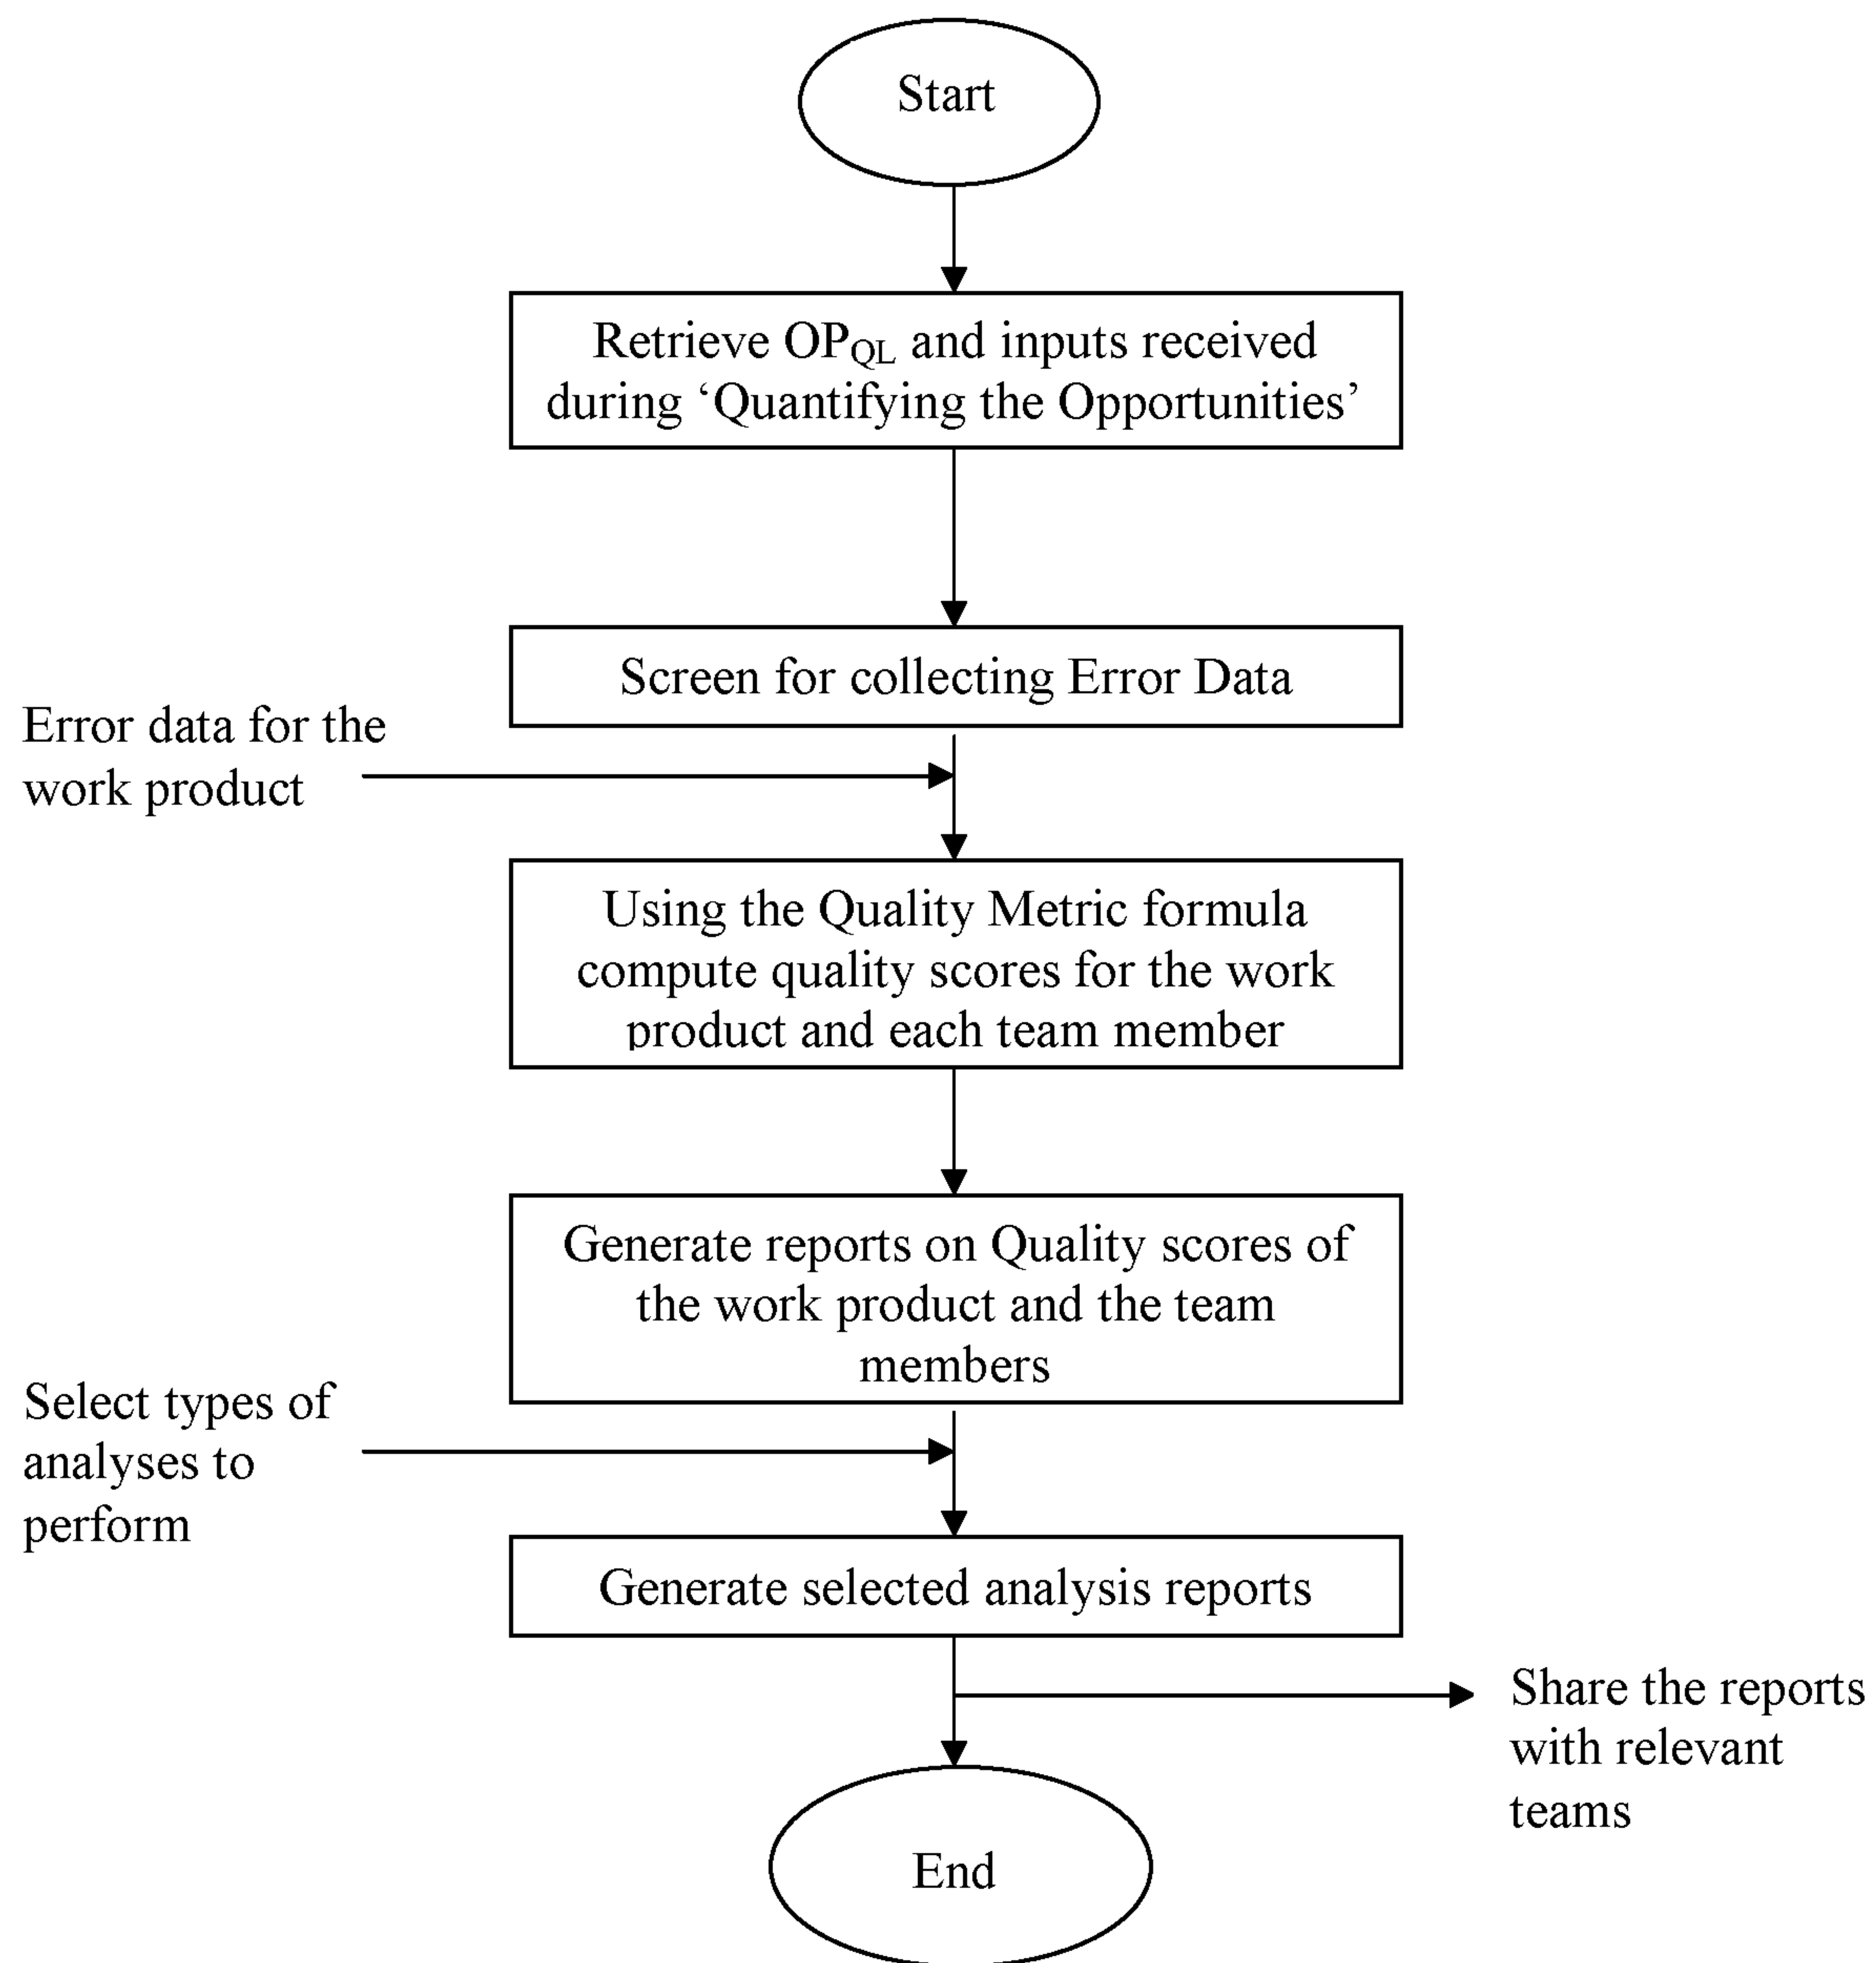 Start
Retrieve OPQL and inputs received
during ‘Quantifying the Opportunities’
Screen for collecting Error Data
Error data for the
work product
Using the Quality Metric formula
compute quality scores for the work
product and each team member
Generate reports on Quality scores of
the work product and the team
members
Select types of
analyses to
perform
Generate selected analysis reports
Share the reports
with relevant
teams
End